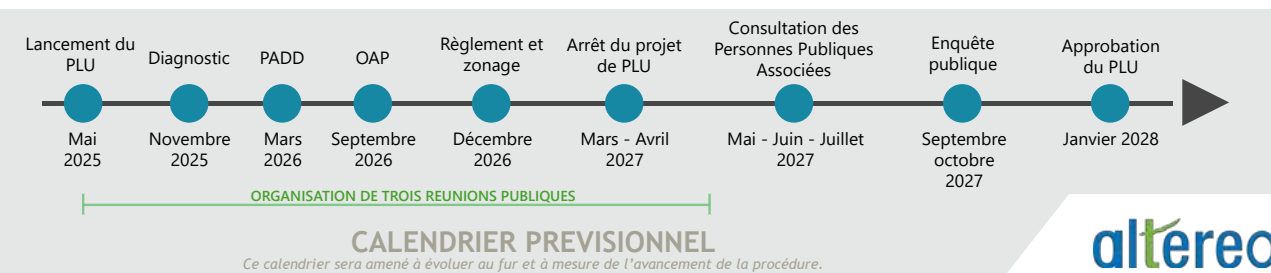 Lancement du
PLU
Diagnostic
PADD
OAP
Règlement et
zonage
Arrêt du projet
de PLU
Consultation des
Personnes Publiques
Associées
Enquête
publique
Approbation
du PLU
Mai
2025
Novembre
2025
Mars
2026
Septembre
2026
Décembre
2026
Mars - Avril
2027
Mai - Juin - Juillet
2027
Septembre
octobre
2027
Janvier 2028
ORGANISATION DE TROIS REUNIONS PUBLIQUES
CALENDRIER PREVISIONNEL
Ce calendrier sera amené à évoluer au fur et à mesure de l'avancement de la procédure.
altereo